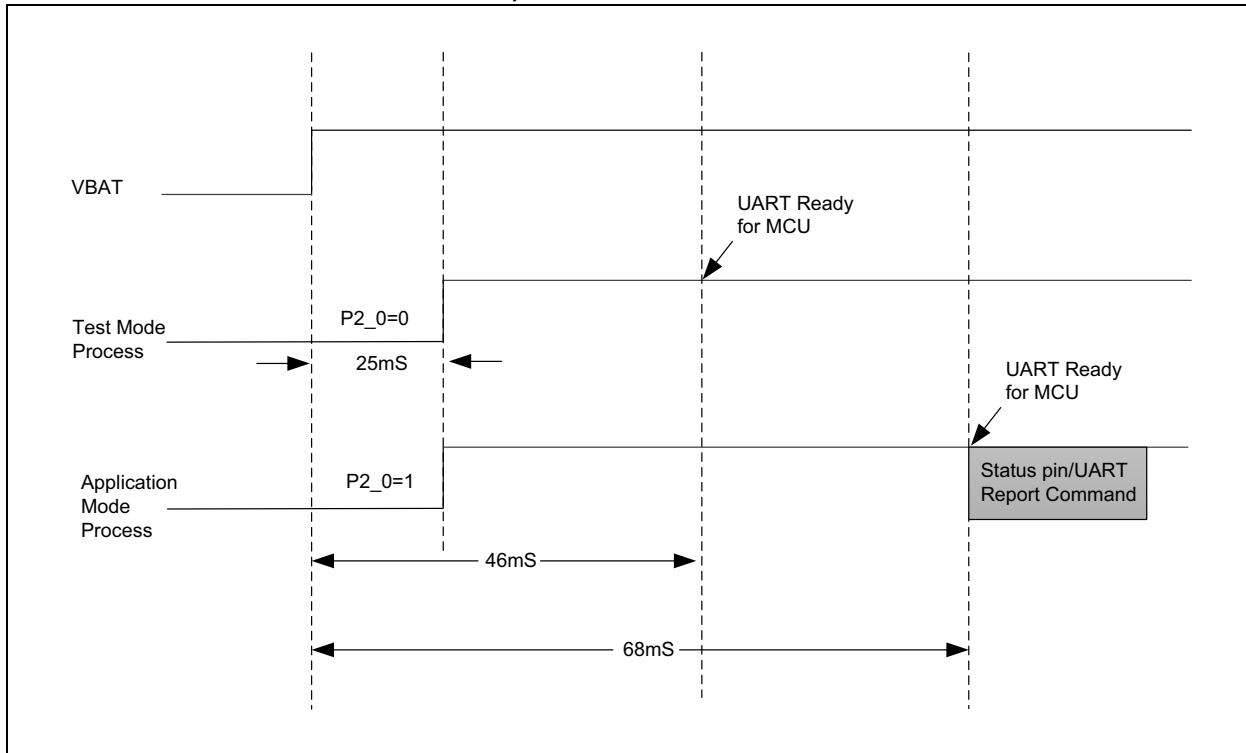 VBAT
UART Ready
for MCU
P2_0=0
Test Mode
Process
25mS
UART Ready
for MCU
P2_0=1
Application
Mode
Process
Status pin/UART
Report Command
46mS
68mS